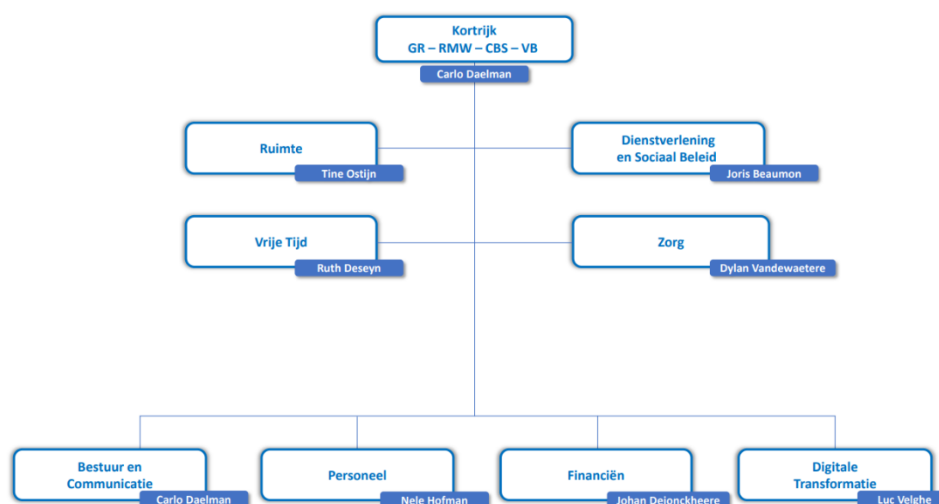 Kortrijk
GR – RMW – CBS – VB
Carlo Daelman
Ruimte
Tine Ostijn
Dienstverlening
en Sociaal Beleid
Joris Beaumon
Vrije Tijd
Ruth Deseyn
Zorg
Dylan Vandewaetere
Bestuur en
Communicatie
Carlo Daelman
Personeel
Nele Hofman
Financiën
Johan Dejonckheere
Digitale
Transformatie
Luc Velghe